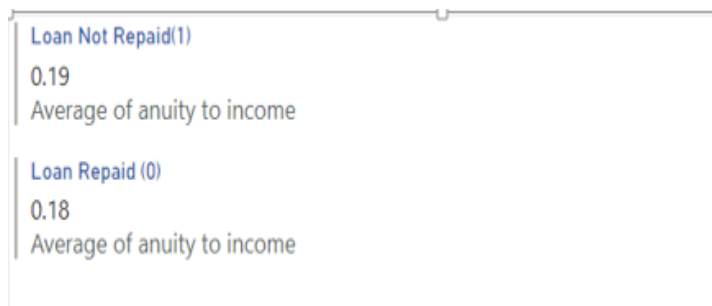 Loan Not Repaid(1)
0.19
Average of anuity to income
Loan Repaid (0)
0.18
Average of anuity to income